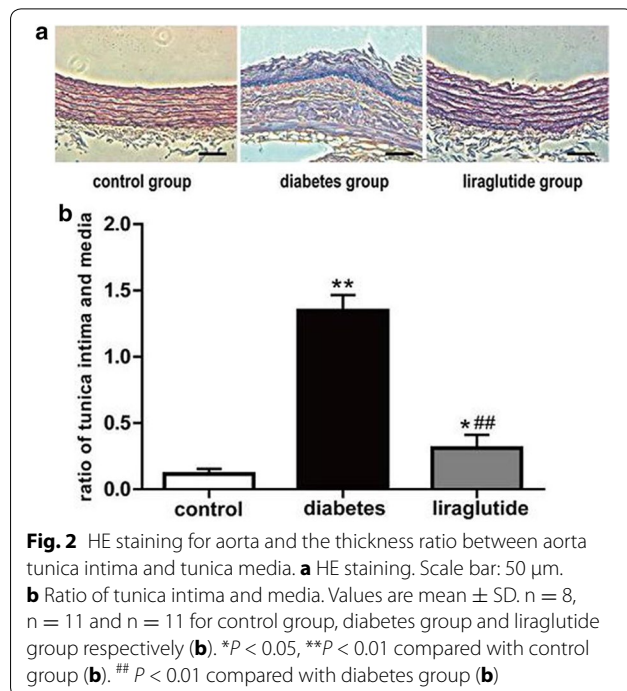 a
control group diabetes group liraglutide group
b
ratio of tunica intima and media
2.0
1.5
1.0
0.5
0.0
**
* ##
control diabetes liraglutide
Fig. 2 HE staining for aorta and the thickness ratio between aorta
tunica intima and tunica media. a HE staining. Scale bar: 50 μm.
b Ratio of tunica intima and media. Values are mean ± SD. n = 8,
n = 11 and n = 11 for control group, diabetes group and liraglutide
group respectively (b). *P < 0.05, **P < 0.01 compared with control
group (b). ## P < 0.01 compared with diabetes group (b)